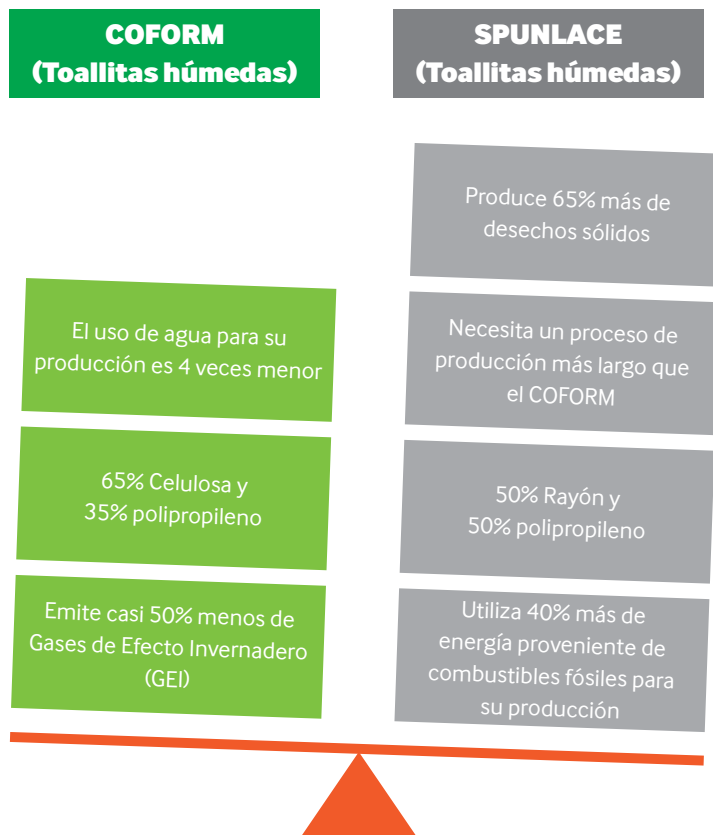 COFORM
(Toallitas húmedas)
El uso de agua para su
producción es 4 veces menor
65% Celulosa y
35% polipropileno
Emite casi 50% menos de
Gases de Efecto Invernadero
(GEI)
SPUNLACE
(Toallitas húmedas)
Produce 65% más de
desechos sólidos
Necesita un proceso de
producción más largo que
el COFORM
50% Rayón y
50% polipropileno
Utiliza 40% más de
energía proveniente de
combustibles fósiles para
su producción